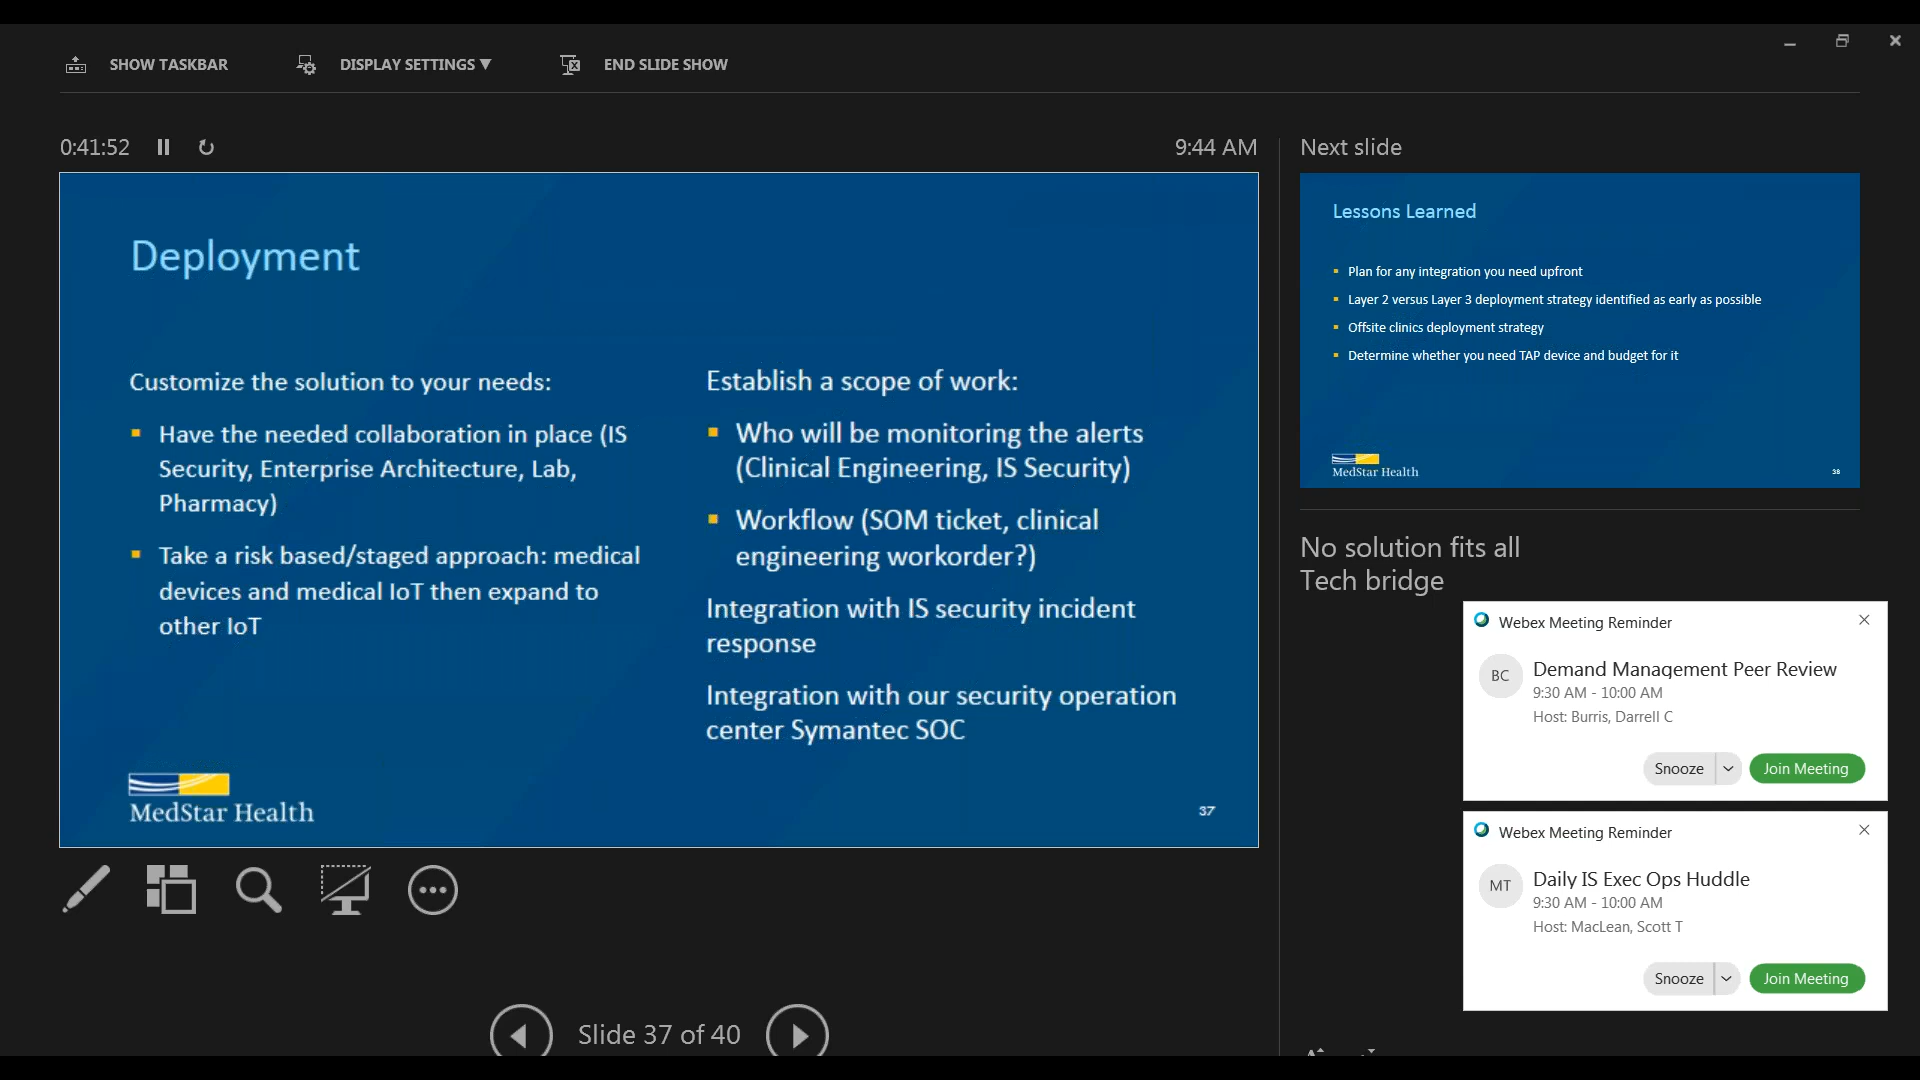 SHOW TASKBAR
DISPLAY SETTINGS ▼
END SLIDE SHOW
0:41:52
9:44 AM
Deployment
Customize the solution to your needs:
▪ Have the needed collaboration in place (IS
Security, Enterprise Architecture, Lab,
Pharmacy)
▪ Take a risk based/staged approach: medical
devices and medical IoT then expand to
other IoT
Establish a scope of work:
▪ Who will be monitoring the alerts
(Clinical Engineering, IS Security)
▪ Workflow (SOM ticket, clinical
engineering workorder?)
Integration with IS security incident
response
Integration with our security operation
center Symantec SOC
MedStar Health
37
Slide 37 of 40
Next slide
Lessons Learned
▪ Plan for any integration you need upfront
▪ Layer 2 versus Layer 3 deployment strategy identified as early as possible
▪ Offsite clinics deployment strategy
▪ Determine whether you need TAP device and budget for it
MedStar Health
38
No solution fits all
Tech bridge
Webex Meeting Reminder
BC
Demand Management Peer Review
9:30 AM - 10:00 AM
Host: Burris, Darrell C
Snooze
Join Meeting
Webex Meeting Reminder
MT
Daily IS Exec Ops Huddle
9:30 AM - 10:00 AM
Host: MacLean, Scott T
Snooze
Join Meeting